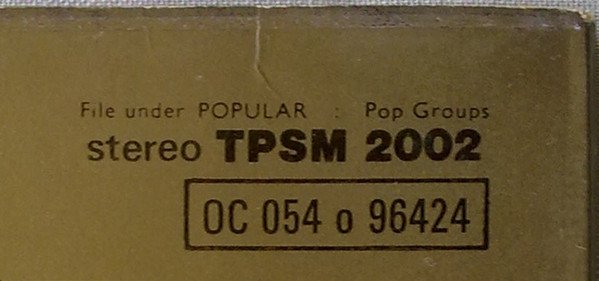 File under POPULAR : Pop Groups
stereo TPSM 2002
OC 054 o 96424